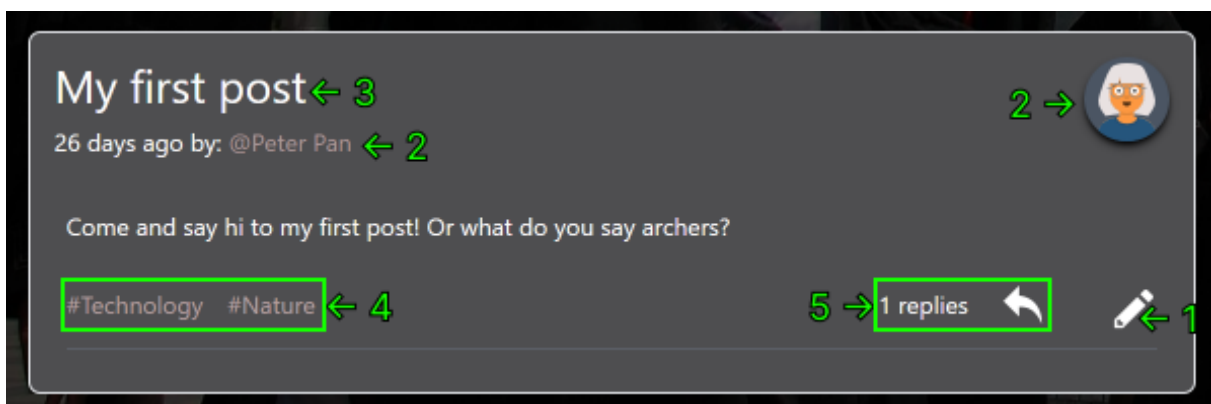 My first post ← 3
2 →
26 days ago by: @Peter Pan ← 2
Come and say hi to my first post! Or what do you say archers?
#Technology #Nature ← 4
5 → 1 replies
← 1